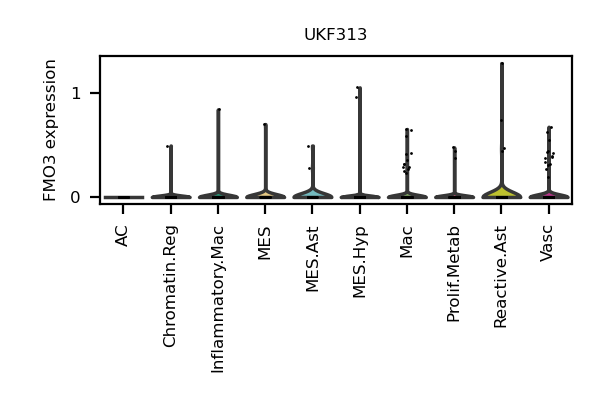 UKF313
FMO3 expression
1
0
AC
Chromatin.Reg
Inflammatory.Mac
MES
MES.Ast
MES.Hyp
Mac
Prolif.Metab
Reactive.Ast
Vasc